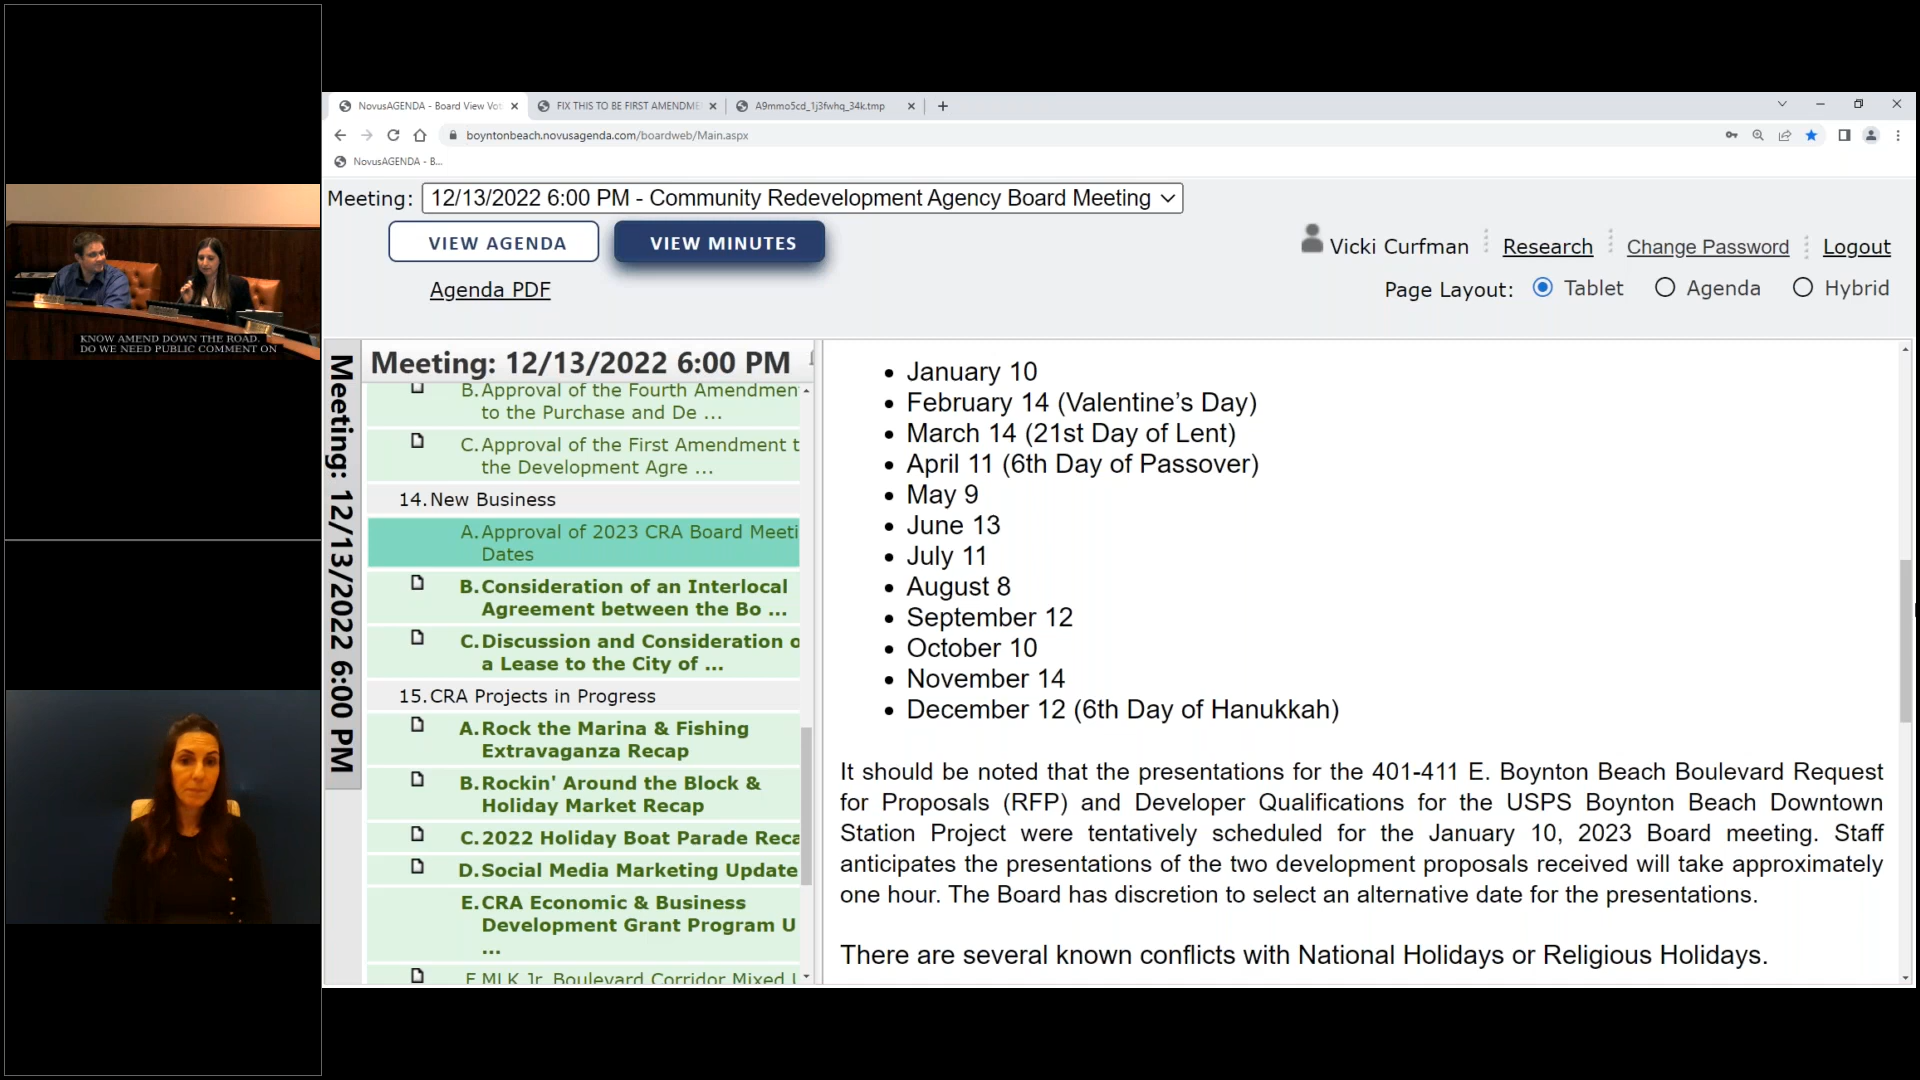 NovusAGENDA - Board View Vot
FIX THIS TO BE FIRST AMENDME
A9mmo5cd_1j3fwhq_34k.tmp
boyntonbeach.novusagenda.com/boardweb/Main.aspx
NovusAGENDA - B...
Meeting: 12/13/2022 6:00 PM - Community Redevelopment Agency Board Meeting
VIEW AGENDA VIEW MINUTES
Vicki Curfman Research Change Password Logout
Agenda PDF
Page Layout: Tablet Agenda Hybrid
KNOW AMEND DOWN THE ROAD.
DO WE NEED PUBLIC COMMENT ON
Meeting: 12/13/2022 6:00 PM
Meeting: 12/13/2022 6:00 PM
B. Approval of the Fourth Amendmen
to the Purchase and De ...
C. Approval of the First Amendment t
the Development Agre ...
14. New Business
A. Approval of 2023 CRA Board Meeti
Dates
B. Consideration of an Interlocal
Agreement between the Bo ...
C. Discussion and Consideration o
a Lease to the City of ...
15. CRA Projects in Progress
A. Rock the Marina & Fishing
Extravaganza Recap
B. Rockin' Around the Block &
Holiday Market Recap
C. 2022 Holiday Boat Parade Reca
D. Social Media Marketing Update
E. CRA Economic & Business
Development Grant Program U
...
F. MLK Jr. Boulevard Corridor Mixed U
• January 10
• February 14 (Valentine’s Day)
• March 14 (21st Day of Lent)
• April 11 (6th Day of Passover)
• May 9
• June 13
• July 11
• August 8
• September 12
• October 10
• November 14
• December 12 (6th Day of Hanukkah)
It should be noted that the presentations for the 401-411 E. Boynton Beach Boulevard Request
for Proposals (RFP) and Developer Qualifications for the USPS Boynton Beach Downtown
Station Project were tentatively scheduled for the January 10, 2023 Board meeting. Staff
anticipates the presentations of the two development proposals received will take approximately
one hour. The Board has discretion to select an alternative date for the presentations.
There are several known conflicts with National Holidays or Religious Holidays.